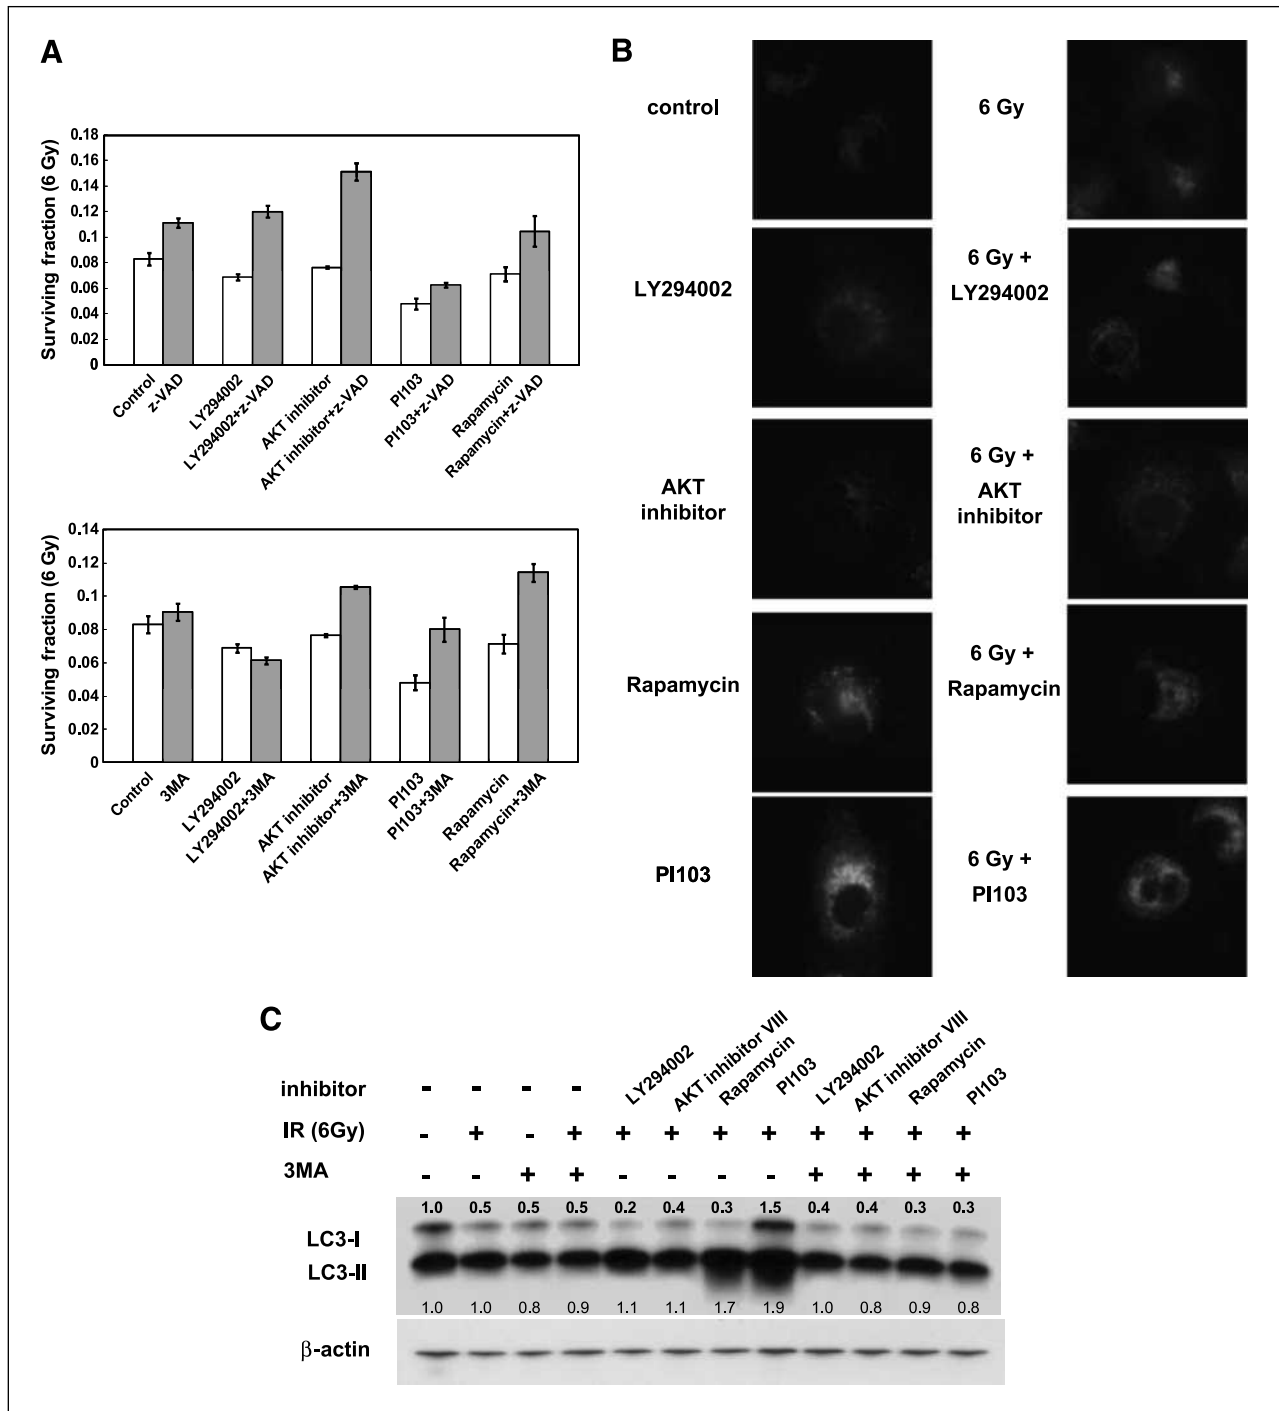 A
Surviving fraction (6 Gy)
0.18
0.16
0.14
0.12
0.1
0.08
0.06
0.04
0.02
0
Control
z-VAD
LY294002
LY294002+z-VAD
AKT inhibitor
AKT inhibitor+z-VAD
PI103
PI103+z-VAD
Rapamycin
Rapamycin+z-VAD
Surviving fraction (6 Gy)
0.14
0.12
0.1
0.08
0.06
0.04
0.02
0
Control
3MA
LY294002
LY294002+3MA
AKT inhibitor
AKT inhibitor+3MA
PI103
PI103+3MA
Rapamycin
Rapamycin+3MA
B
control
6 Gy
LY294002
6 Gy +
LY294002
AKT
inhibitor
6 Gy +
AKT
inhibitor
Rapamycin
6 Gy +
Rapamycin
PI103
6 Gy +
PI103
C
inhibitor - - - - LY294002 AKT inhibitor VIII Rapamycin PI103 LY294002 AKT inhibitor VIII Rapamycin PI103
IR (6Gy) - + - + + + + + + + + +
3MA - - + + - - - - + + + +
1.0 0.5 0.5 0.5 0.2 0.4 0.3 1.5 0.4 0.4 0.3 0.3
LC3-I
LC3-II
1.0 1.0 0.8 0.9 1.1 1.1 1.7 1.9 1.0 0.8 0.9 0.8
β-actin